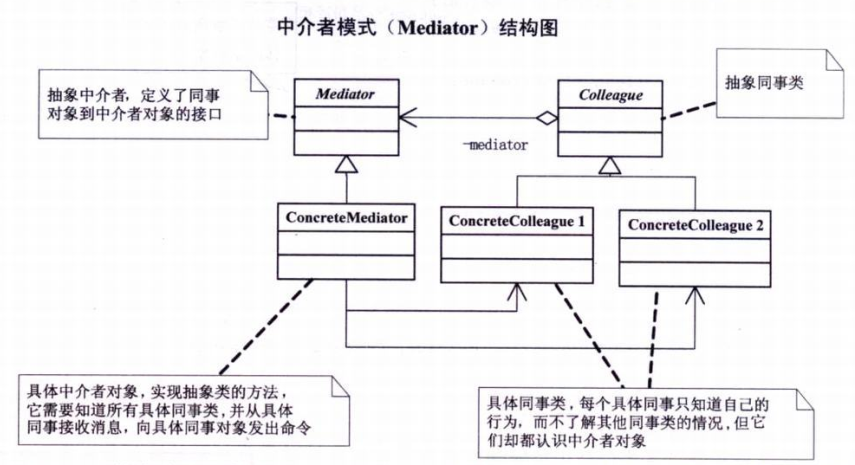 中介者模式（Mediator）结构图
抽象中介者，定义了同事
对象到中介者对象的接口
Mediator
Colleague
抽象同事类
-mediator
ConcreteMediator
ConcreteColleague 1
ConcreteColleague 2
具体中介者对象，实现抽象类的方法，
它需要知道所有具体同事类，并从具体
同事接收消息，向具体同事对象发出命令
具体同事类，每个具体同事只知道自己的
行为，而不了解其他同事类的情况，但它
们却都认识中介者对象